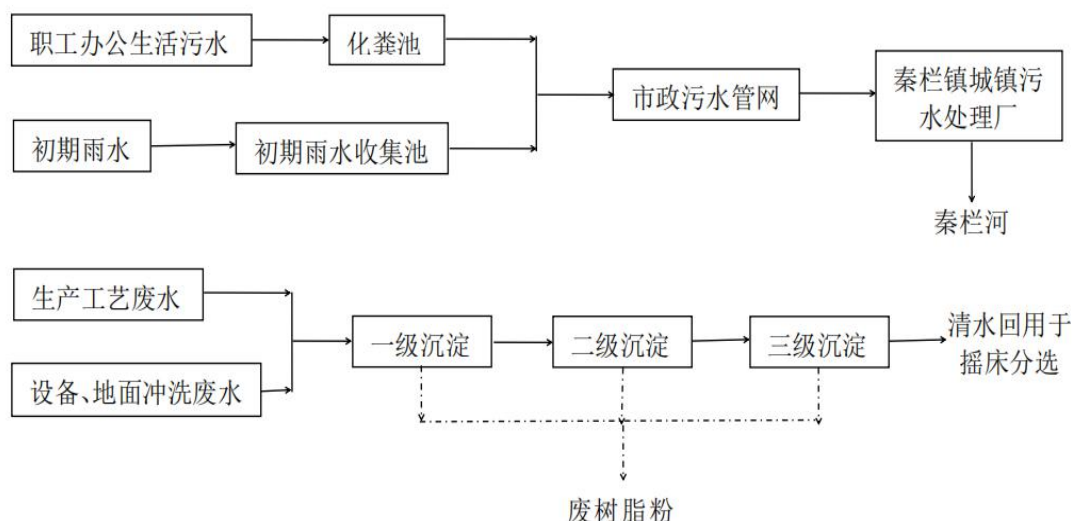 职工办公生活污水
化粪池
初期雨水
初期雨水收集池
市政污水管网
秦栏镇城镇污
水处理厂
秦栏河
生产工艺废水
设备、地面冲洗废水
一级沉淀
二级沉淀
三级沉淀
清水回用于
摇床分选
废树脂粉